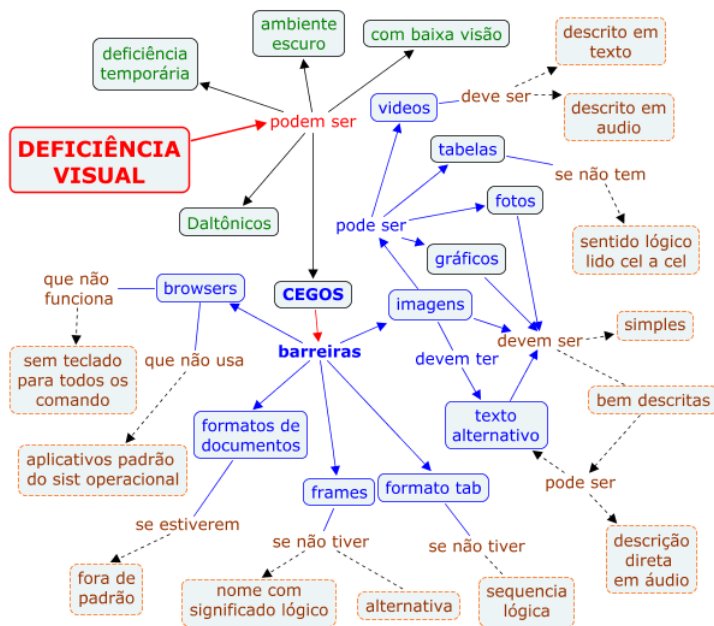 ambiente
escuro
com baixa visão
deficiência
temporária
podem ser
DEFICIÊNCIA
VISUAL
Daltônicos
CEGOS
barreiras
videos
deve ser
descrito em
texto
descrito em
audio
tabelas
se não tem
sentido lógico
lido cel a cel
fotos
pode ser
gráficos
imagens
devem ser
simples
bem descritas
devem ter
texto
alternativo
pode ser
descrição
direta
em áudio
browsers
que não
funciona
sem teclado
para todos os
comando
que não usa
aplicativos padrão
do sist operacional
formatos de
documentos
se estiverem
fora de
padrão
frames
se não tiver
nome com
significado lógico
alternativa
formato tab
se não tiver
sequencia
lógica